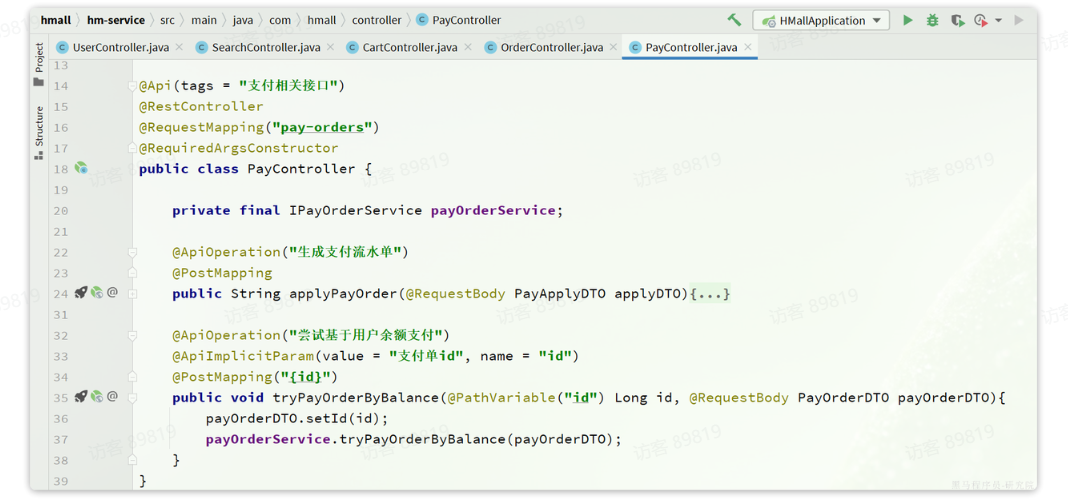 hmall hm-service src main java com hmall controller PayController HMallApplication
UserController.java SearchController.java CartController.java OrderController.java PayController.java
Project
Structure
13
14 @Api(tags = "支付相关接口")
15 @RestController
16 @RequestMapping("pay-orders")
17 @RequiredArgsConstructor
18 public class PayController {
19
20 private final IPayOrderService payOrderService;
21
22 @ApiOperation("生成支付流水单")
23 @PostMapping
24 public String applyPayOrder(@RequestBody PayApplyDTO applyDTO){...}
31
32 @ApiOperation("尝试基于用户余额支付")
33 @ApiImplicitParam(value = "支付单id", name = "id")
34 @PostMapping("{id}")
35 public void tryPayOrderByBalance(@PathVariable("id") Long id, @RequestBody PayOrderDTO payOrderDTO){
36 payOrderDTO.setId(id);
37 payOrderService.tryPayOrderByBalance(payOrderDTO);
38 }
39 }
访客 89819